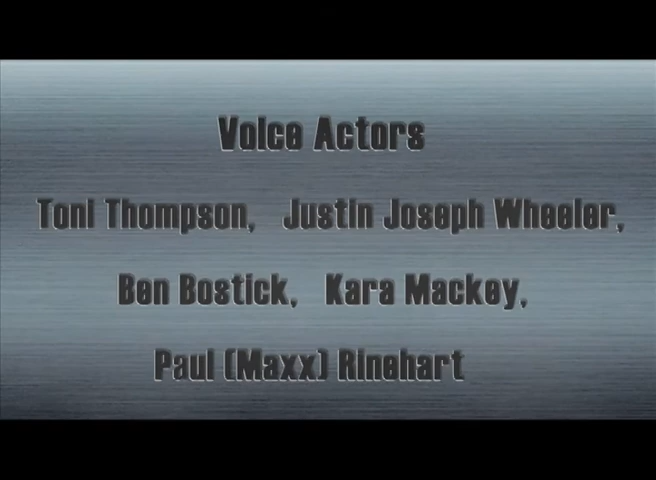 Voice Actors
Toni Thompson, Justin Joseph Wheeler,
Ben Bostick, Kara Mackey,
Paul (Maxx) Rinehart